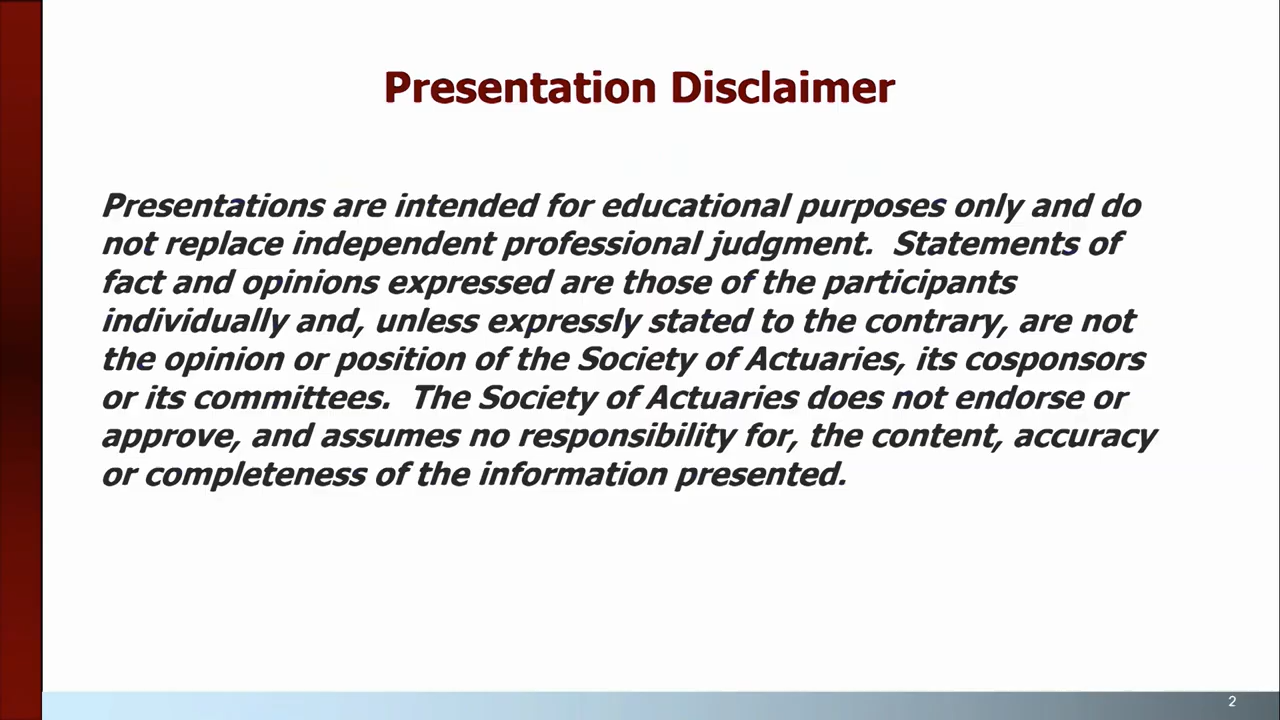 Presentation Disclaimer
Presentations are intended for educational purposes only and do
not replace independent professional judgment.  Statements of
fact and opinions expressed are those of the participants
individually and, unless expressly stated to the contrary, are not
the opinion or position of the Society of Actuaries, its cosponsors
or its committees.  The Society of Actuaries does not endorse or
approve, and assumes no responsibility for, the content, accuracy
or completeness of the information presented.
2